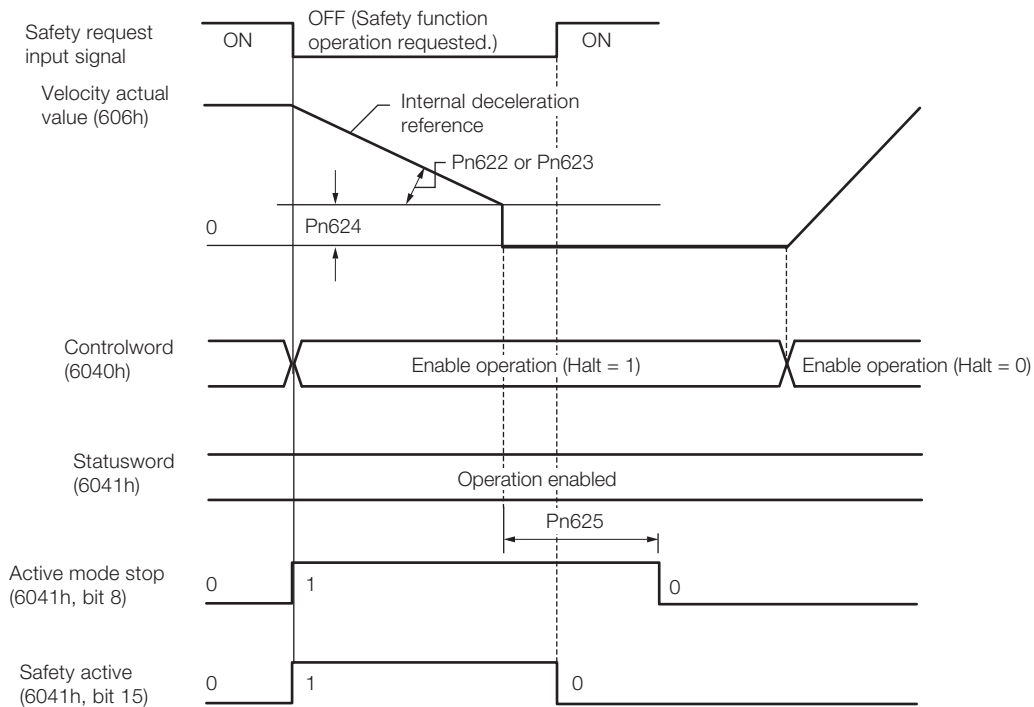 Safety request
input signal
ON
OFF (Safety function
operation requested.)
ON
Velocity actual
value (606h)
Internal deceleration
reference
Pn622 or Pn623
0
Pn624
Controlword
(6040h)
Enable operation (Halt = 1)
Enable operation (Halt = 0)
Statusword
(6041h)
Operation enabled
Pn625
Active mode stop
(6041h, bit 8)
0
1
0
Safety active
(6041h, bit 15)
0
1
0